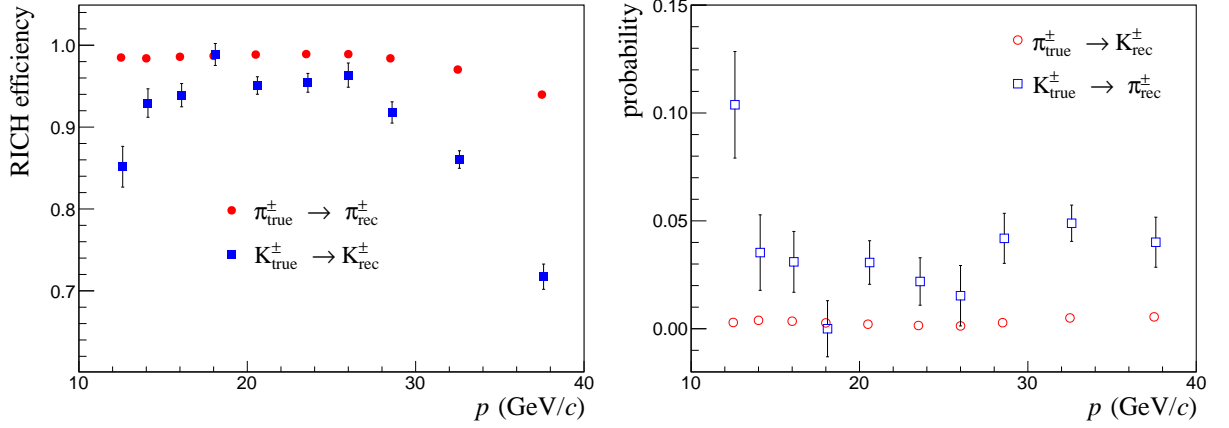 RICH efficiency
1.0
0.9
0.8
0.7
π±true → π±rec
K±true → K±rec
10 20 30 40
p (GeV/c)
probability
0.15
0.10
0.05
0.00
π±true → K±rec
K±true → π±rec
10 20 30 40
p (GeV/c)